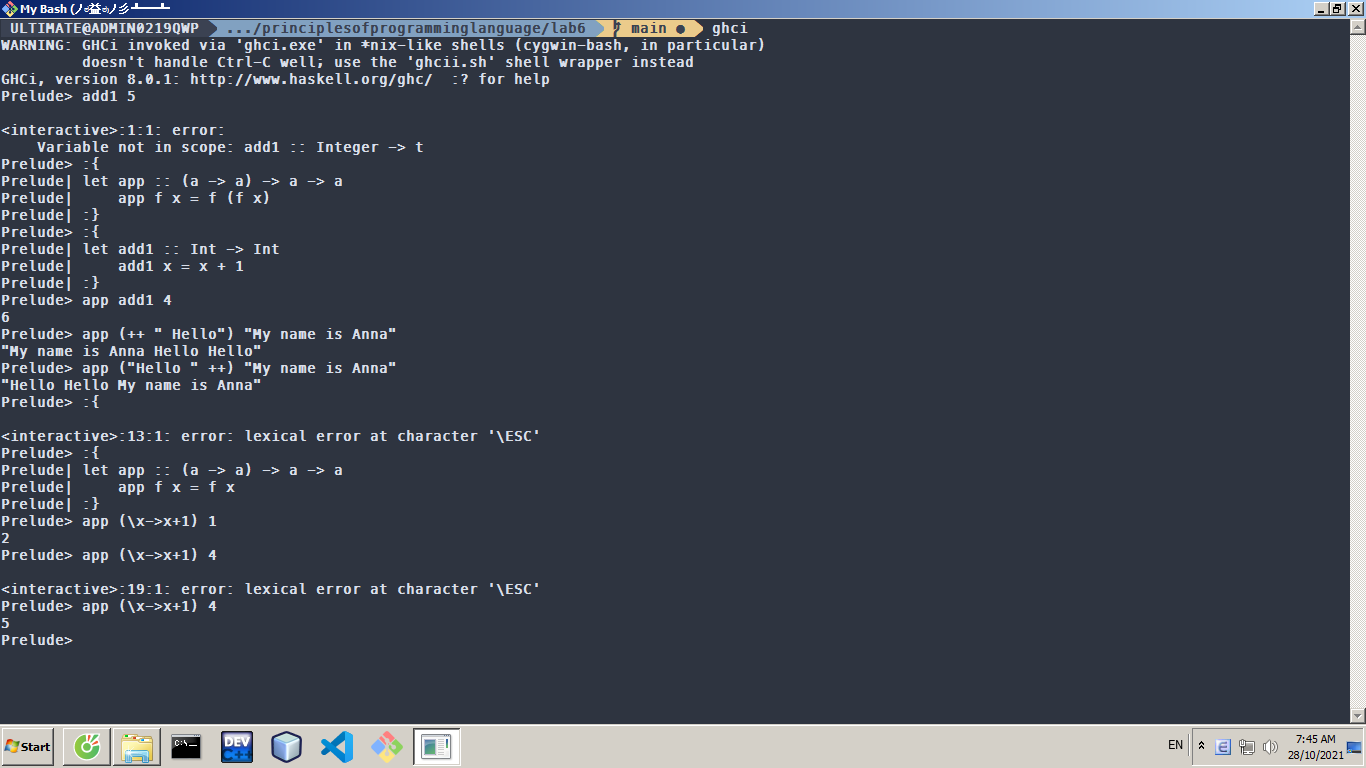 My Bash (ノಠ益ಠ)ノ彡┻━┻
ULTIMATE@ADMIN0219QWP .../principlesofprogramminglanguage/lab6 main ● ghci
WARNING: GHCi invoked via 'ghci.exe' in *nix-like shells (cygwin-bash, in particular)
         doesn't handle Ctrl-C well; use the 'ghcii.sh' shell wrapper instead
GHCi, version 8.0.1: http://www.haskell.org/ghc/  :? for help
Prelude> add1 5
<interactive>:1:1: error:
    Variable not in scope: add1 :: Integer -> t
Prelude> :{
Prelude| let app :: (a -> a) -> a -> a
Prelude|     app f x = f (f x)
Prelude| :}
Prelude> :{
Prelude| let add1 :: Int -> Int
Prelude|     add1 x = x + 1
Prelude| :}
Prelude> app add1 4
6
Prelude> app (++ " Hello") "My name is Anna"
"My name is Anna Hello Hello"
Prelude> app ("Hello " ++) "My name is Anna"
"Hello Hello My name is Anna"
Prelude> :{
<interactive>:13:1: error: lexical error at character '\ESC'
Prelude> :{
Prelude| let app :: (a -> a) -> a -> a
Prelude|     app f x = f x
Prelude| :}
Prelude> app (\x->x+1) 1
2
Prelude> app (\x->x+1) 4
<interactive>:19:1: error: lexical error at character '\ESC'
Prelude> app (\x->x+1) 4
5
Prelude>
Start
C:\_
DEV
C++
EN
E
7:45 AM
28/10/2021